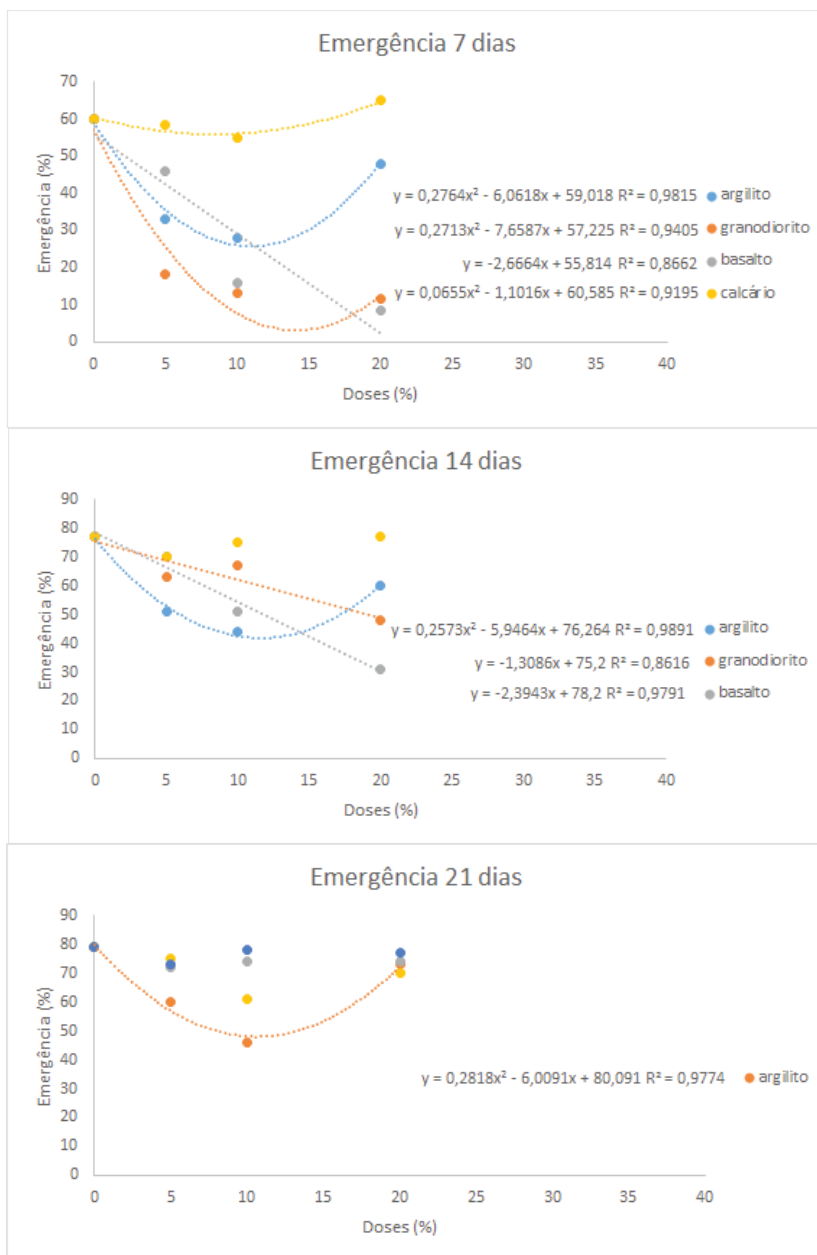 Emergência 7 dias
Emergência (%)
70
60
50
40
30
20
10
0
y = 0,2764x² - 6,0618x + 59,018 R² = 0,9815 argilito
y = 0,2713x² - 7,6587x + 57,225 R² = 0,9405 granodiorito
y = -2,6664x + 55,814 R² = 0,8662 basalto
y = 0,0655x² - 1,1016x + 60,585 R² = 0,9195 calcário
0 5 10 15 20 25 30 35 40
Doses (%)
Emergência 14 dias
Emergência (%)
90
80
70
60
50
40
30
20
10
0
y = 0,2573x² - 5,9464x + 76,264 R² = 0,9891 argilito
y = -1,3086x + 75,2 R² = 0,8616 granodiorito
y = -2,3943x + 78,2 R² = 0,9791 basalto
0 5 10 15 20 25 30 35 40
Doses (%)
Emergência 21 dias
Emergência (%)
90
80
70
60
50
40
30
20
10
0
y = 0,2818x² - 6,0091x + 80,091 R² = 0,9774 argilito
0 5 10 15 20 25 30 35 40
Doses (%)